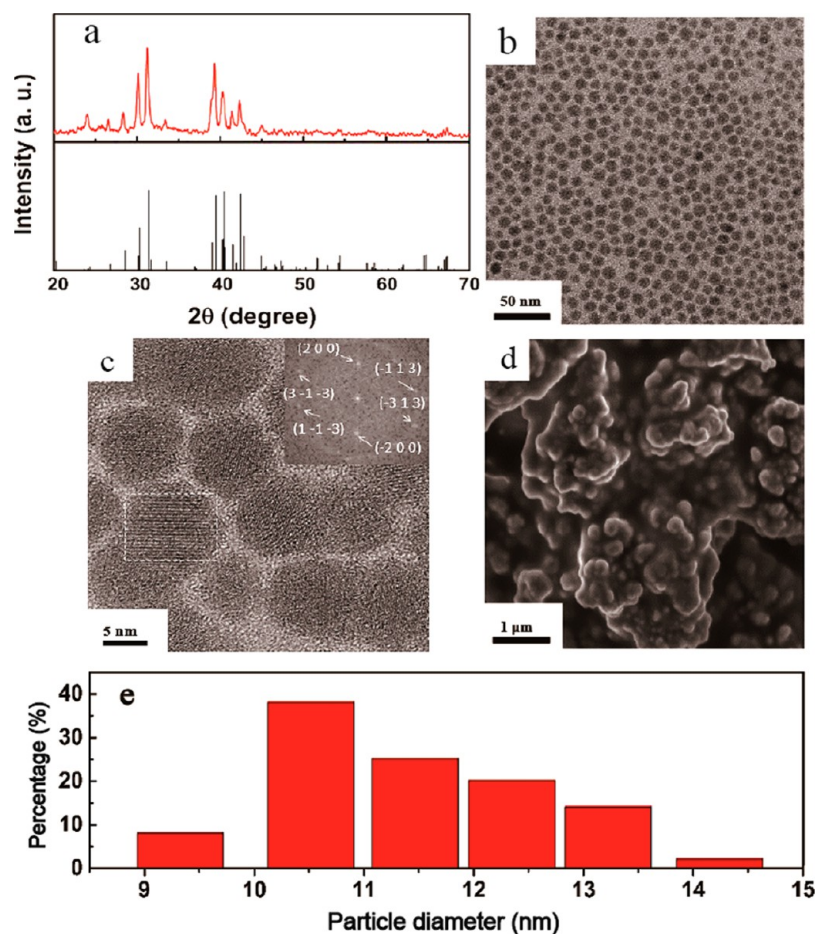 a
Intensity (a. u.)
20 30 40 50 60 70
2θ (degree)
b
50 nm
c
(2 0 0)
(-1 1 3)
(3 -1 -3)
(-3 1 3)
(1 -1 -3)
(-2 0 0)
5 nm
d
1 μm
e
Percentage (%)
40
30
20
10
0
9 10 11 12 13 14 15
Particle diameter (nm)